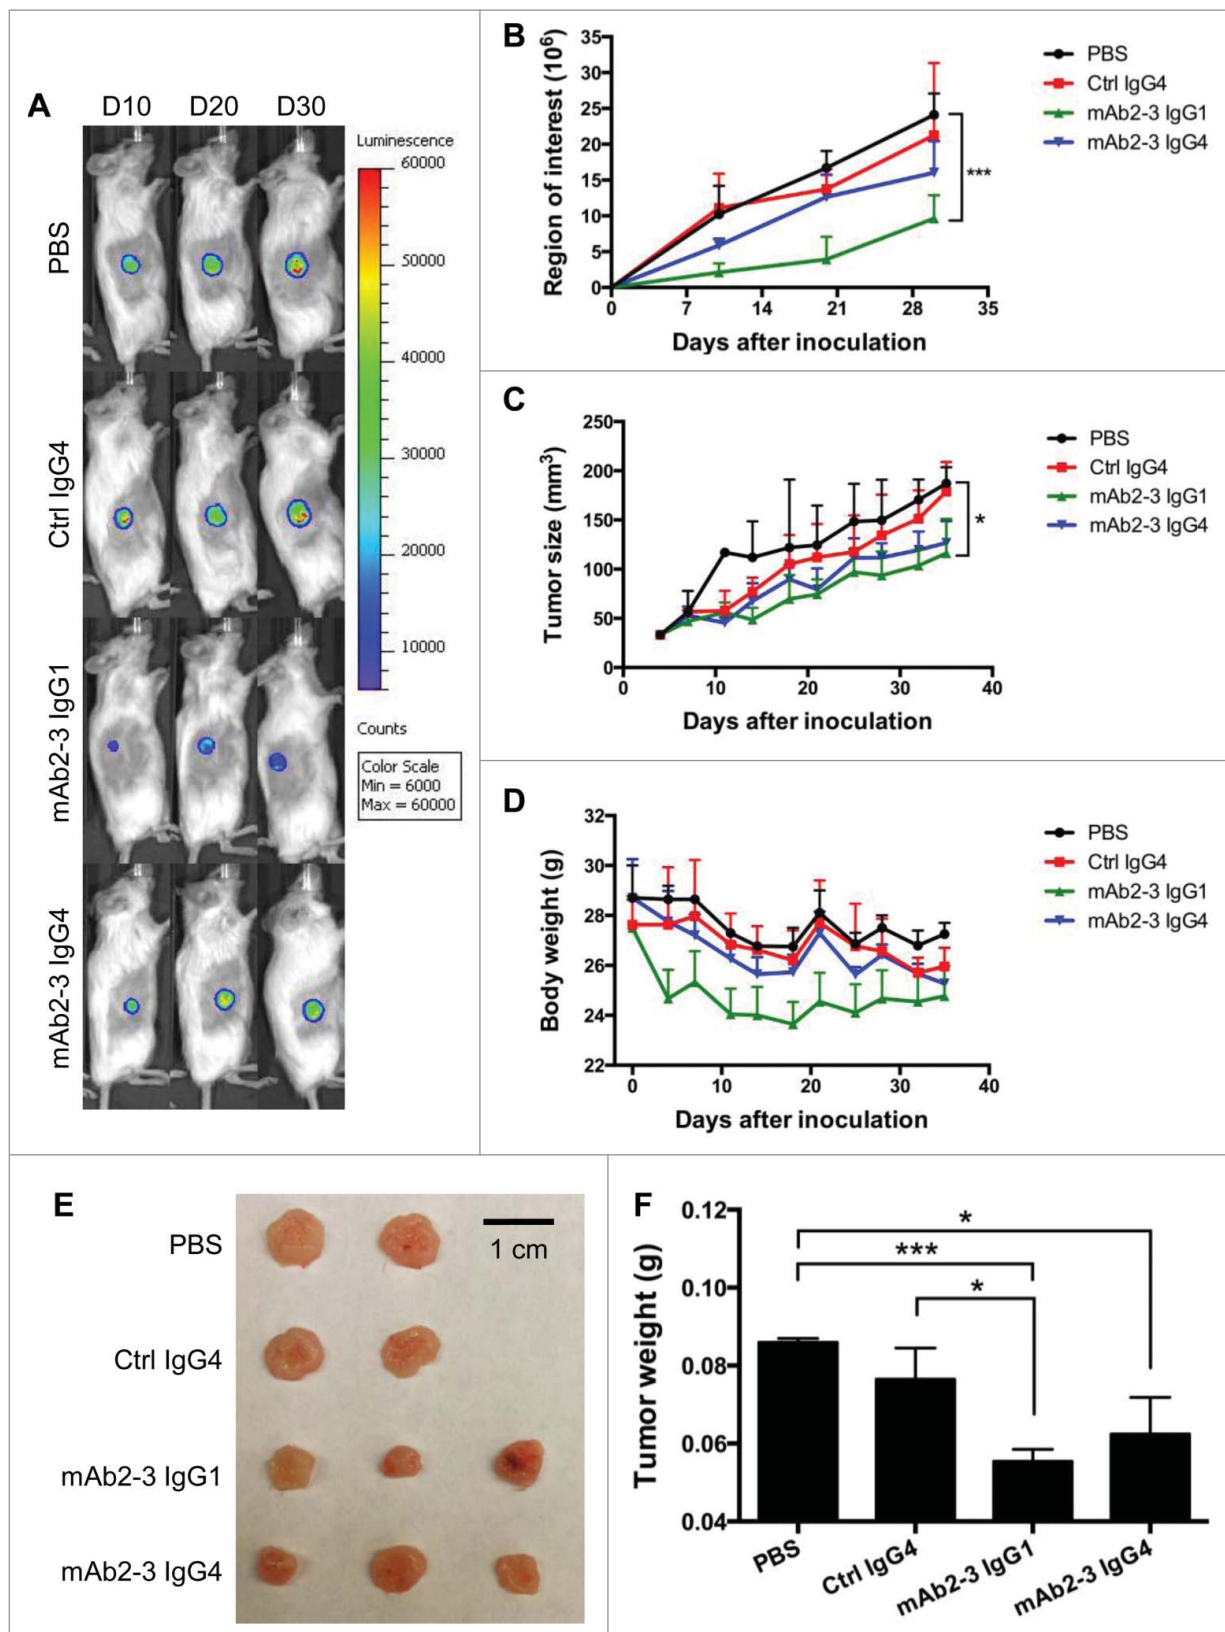 A
D10 D20 D30
PBS
Ctrl IgG4
mAb2-3 IgG1
mAb2-3 IgG4
Luminescence
60000
50000
40000
30000
20000
10000
Counts
Color Scale
Min = 6000
Max = 60000
B
Region of interest (10⁶)
35
30
25
20
15
10
5
0
0 7 14 21 28 35
Days after inoculation
PBS
Ctrl IgG4
mAb2-3 IgG1
mAb2-3 IgG4
***
C
Tumor size (mm³)
250
200
150
100
50
0
0 10 20 30 40
Days after inoculation
PBS
Ctrl IgG4
mAb2-3 IgG1
mAb2-3 IgG4
*
D
Body weight (g)
32
30
28
26
24
22
0 10 20 30 40
Days after inoculation
PBS
Ctrl IgG4
mAb2-3 IgG1
mAb2-3 IgG4
E
PBS
Ctrl IgG4
mAb2-3 IgG1
mAb2-3 IgG4
1 cm
F
Tumor weight (g)
0.12
0.10
0.08
0.06
0.04
*
***
*
PBS
Ctrl IgG4
mAb2-3 IgG1
mAb2-3 IgG4